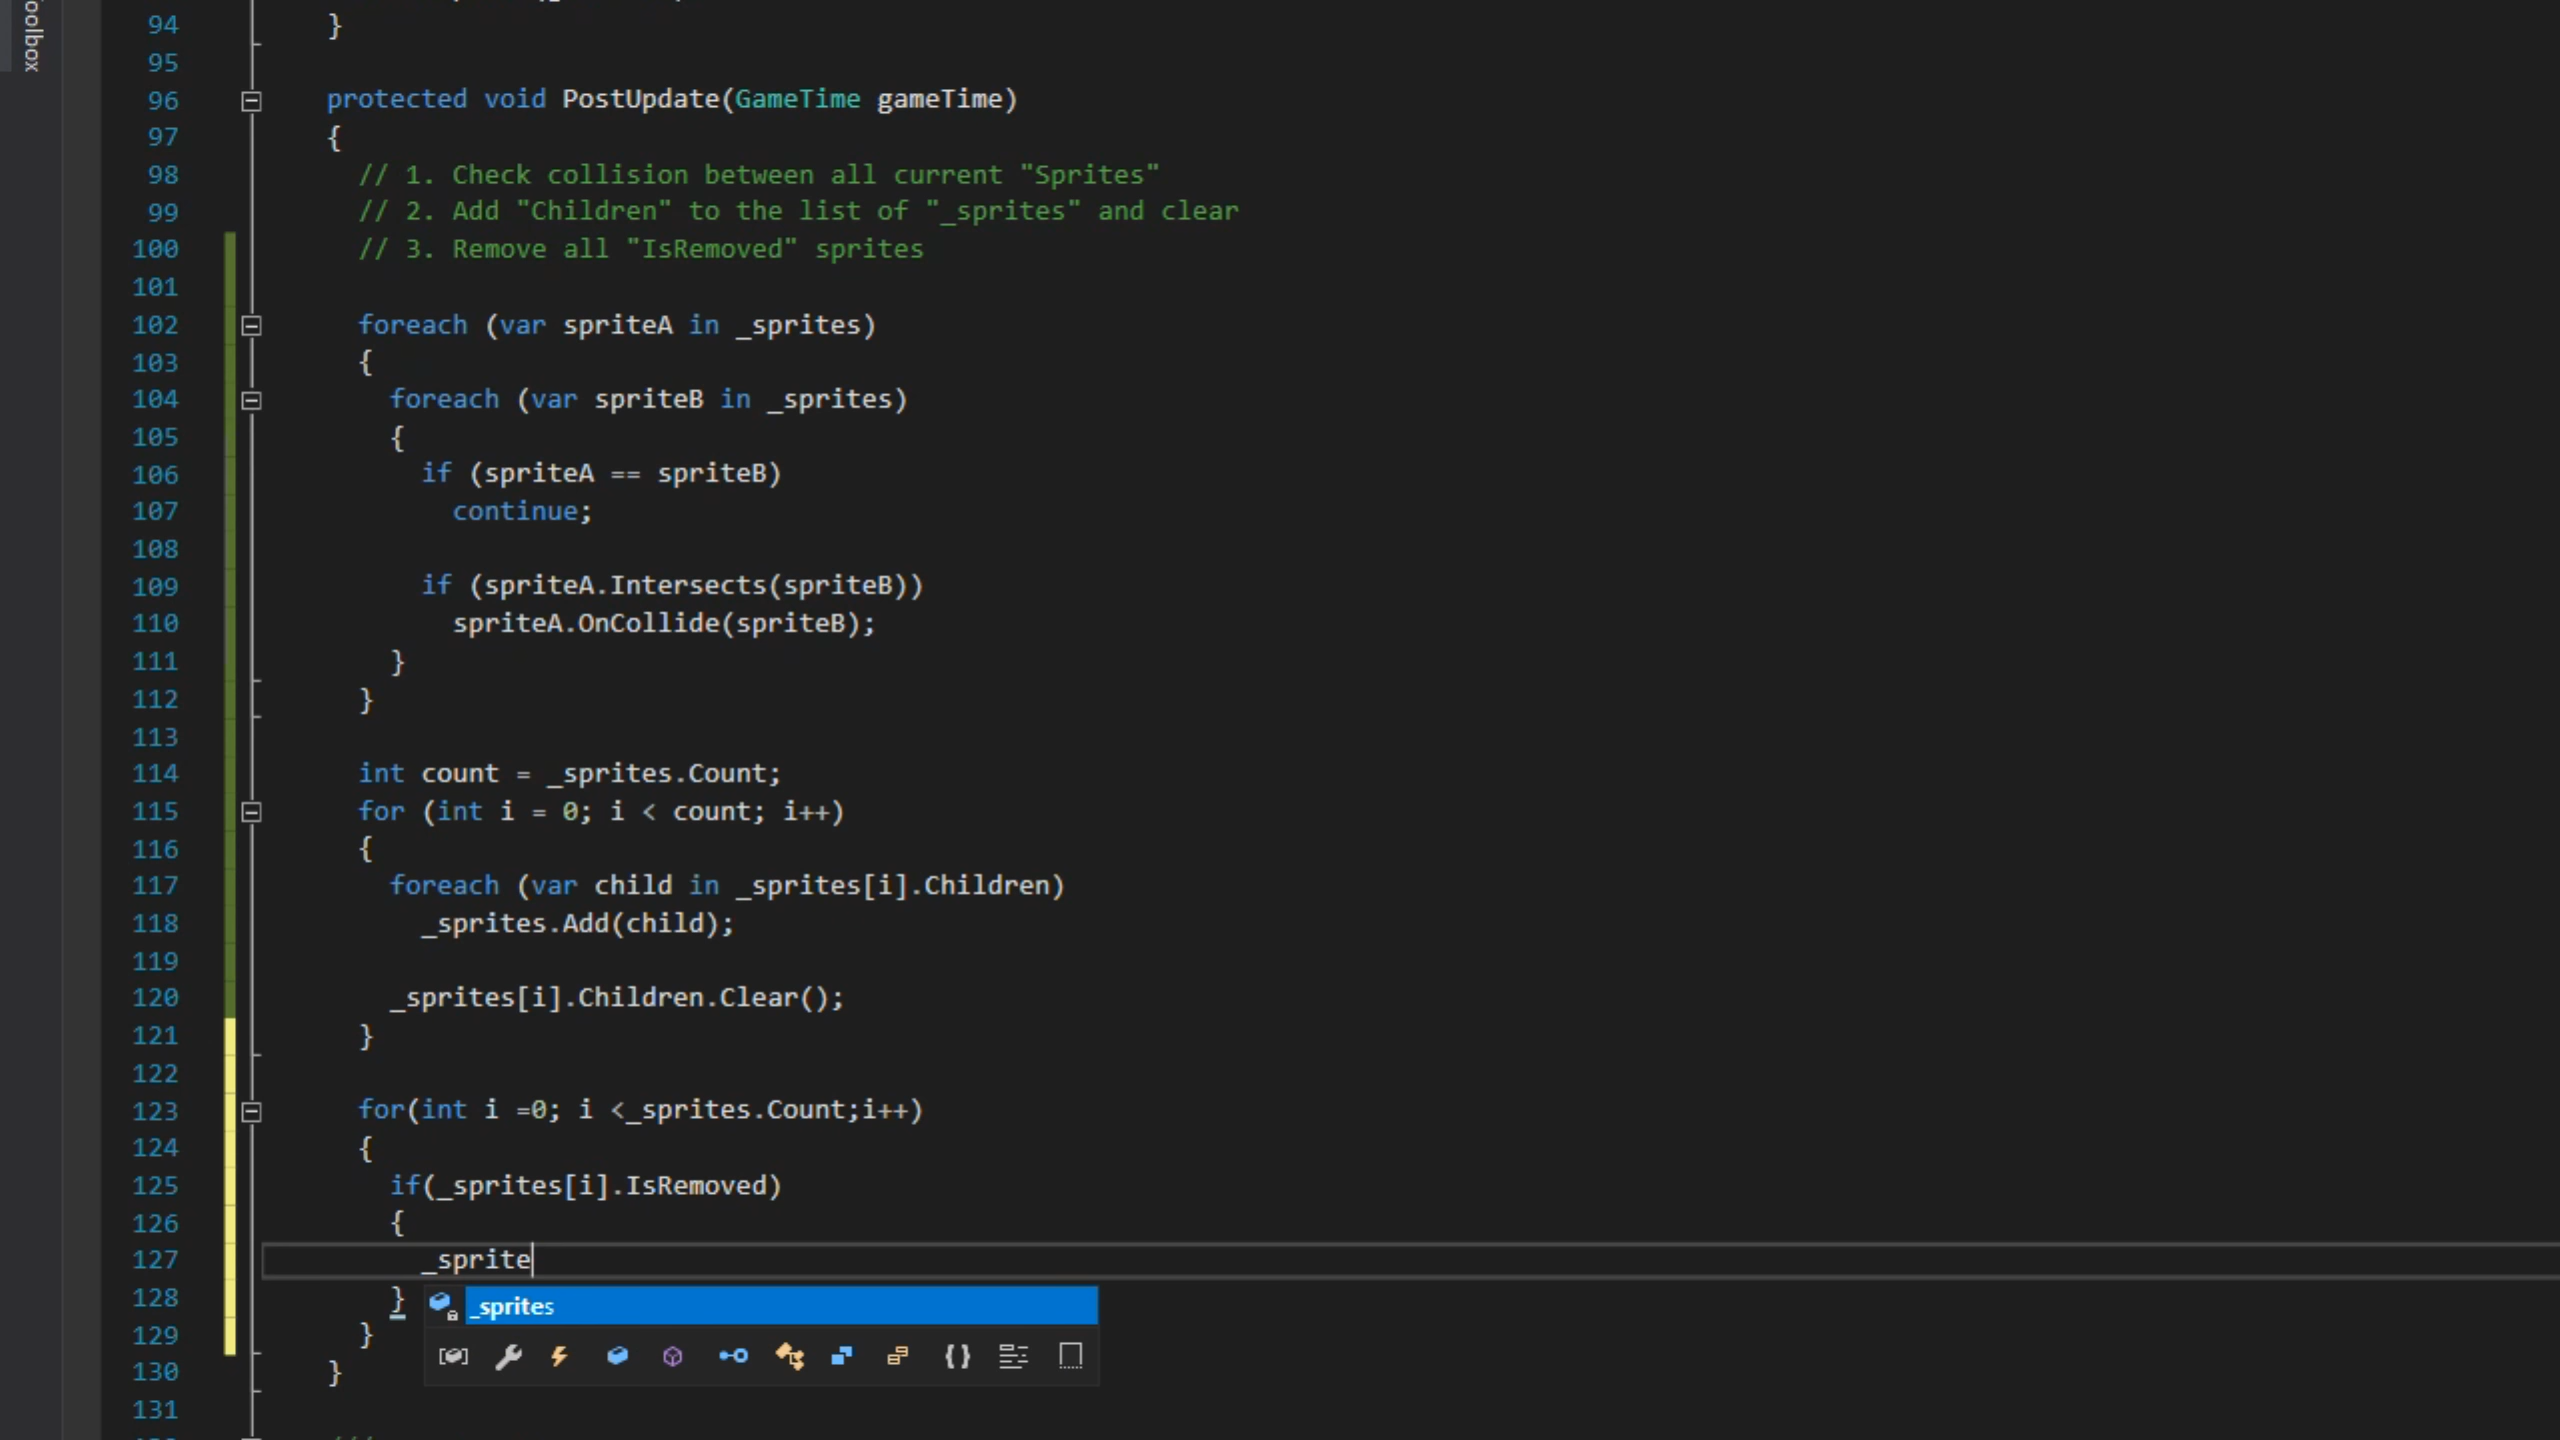 oolbox
94 }
95
96 protected void PostUpdate(GameTime gameTime)
97 {
98 // 1. Check collision between all current "Sprites"
99 // 2. Add "Children" to the list of "_sprites" and clear
100 // 3. Remove all "IsRemoved" sprites
101
102 foreach (var spriteA in _sprites)
103 {
104 foreach (var spriteB in _sprites)
105 {
106 if (spriteA == spriteB)
107 continue;
108
109 if (spriteA.Intersects(spriteB))
110 spriteA.OnCollide(spriteB);
111 }
112 }
113
114 int count = _sprites.Count;
115 for (int i = 0; i < count; i++)
116 {
117 foreach (var child in _sprites[i].Children)
118 _sprites.Add(child);
119
120 _sprites[i].Children.Clear();
121 }
122
123 for(int i =0; i <_sprites.Count;i++)
124 {
125 if(_sprites[i].IsRemoved)
126 {
127 _sprite
128 }
_sprites
129 }
130 }
131